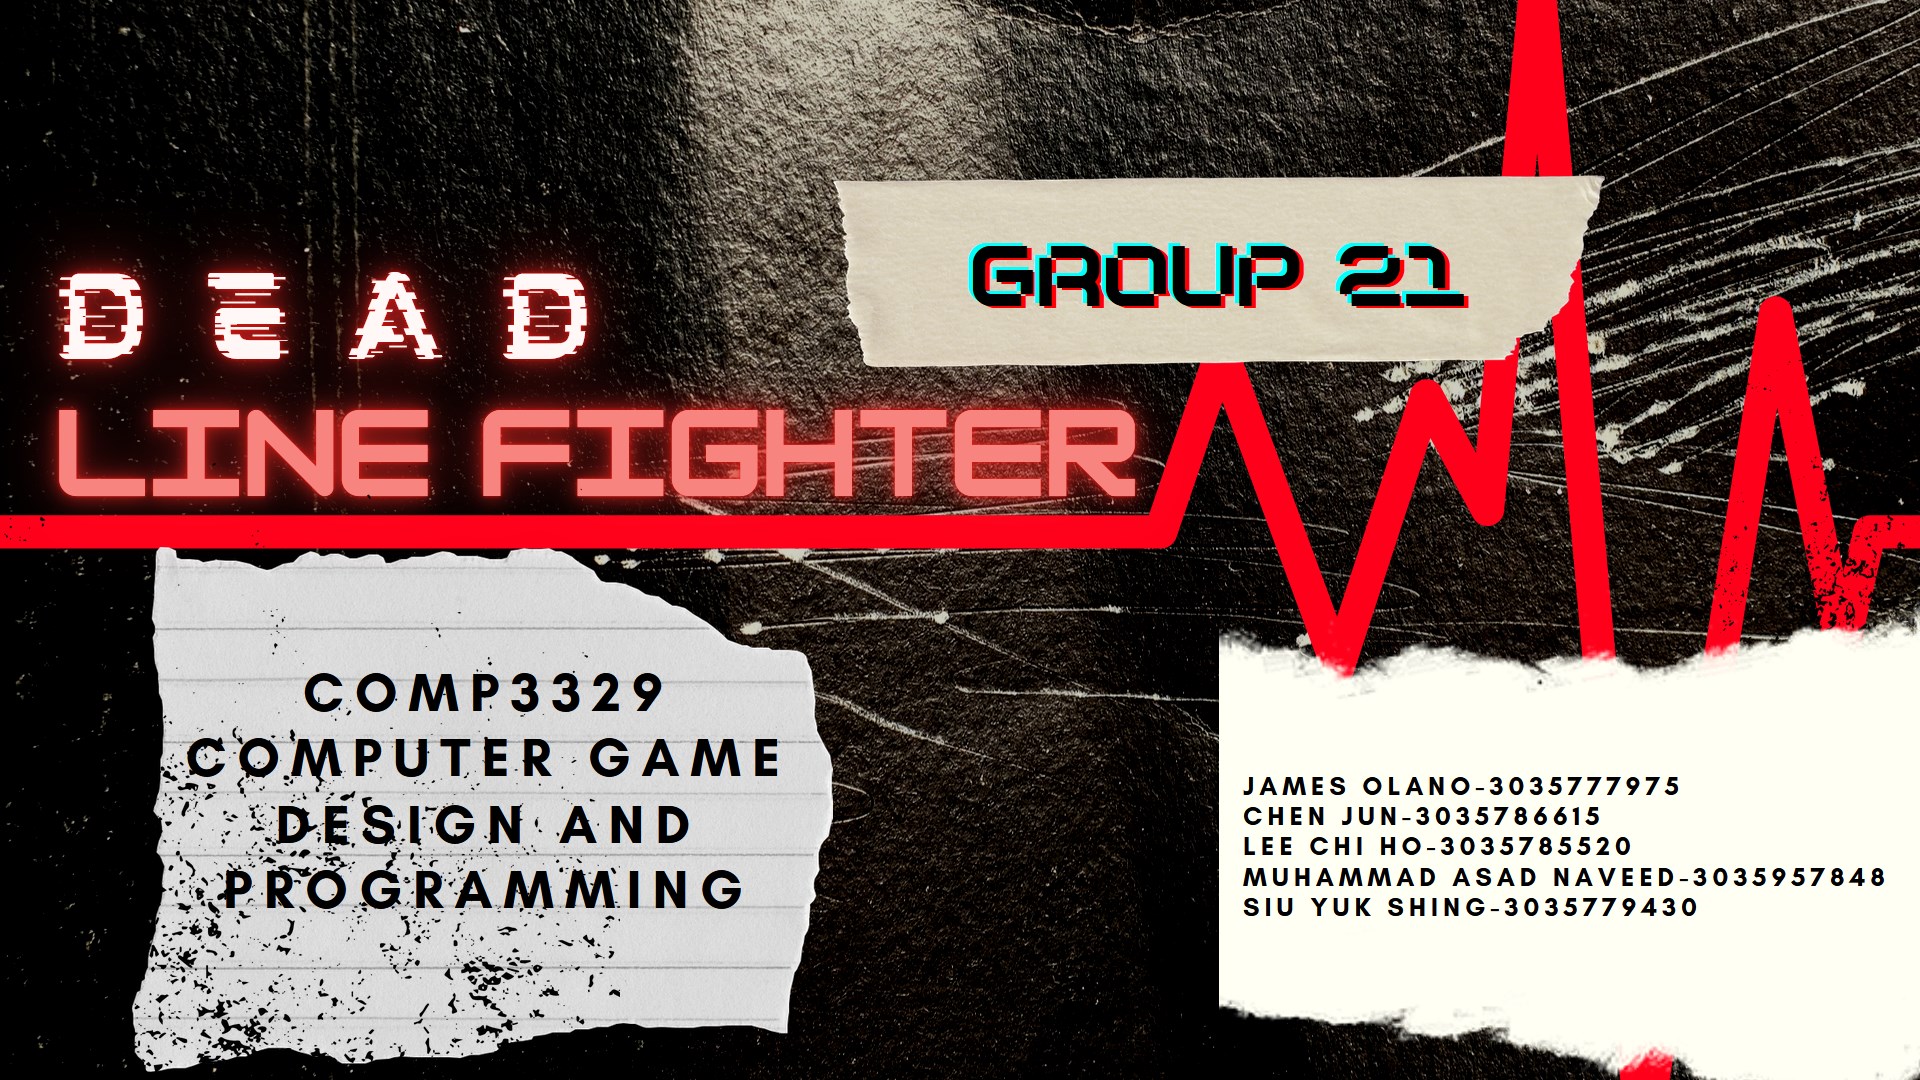 DEAD
LINE FIGHTER
GROUP 21
COMP3329
COMPUTER GAME
DESIGN AND
PROGRAMMING
JAMES OLANO-3035777975
CHEN JUN-3035786615
LEE CHI HO-3035785520
MUHAMMAD ASAD NAVEED-3035957848
SIU YUK SHING-3035779430